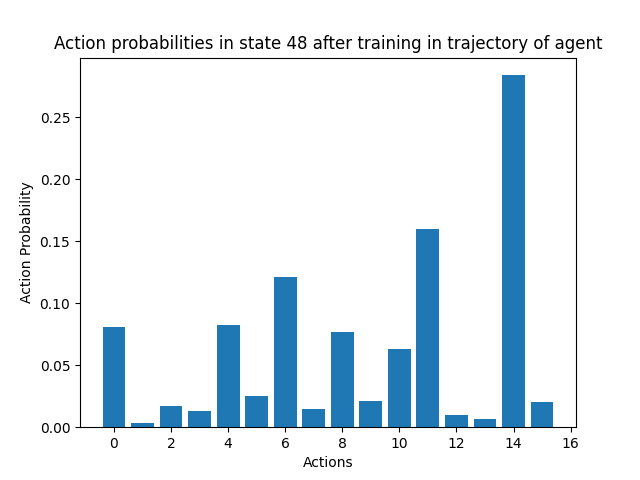 Action probabilities in state 48 after training in trajectory of agent
0.25
0.20
0.15
0.10
0.05
0.00
Action Probability
0 2 4 6 8 10 12 14 16
Actions